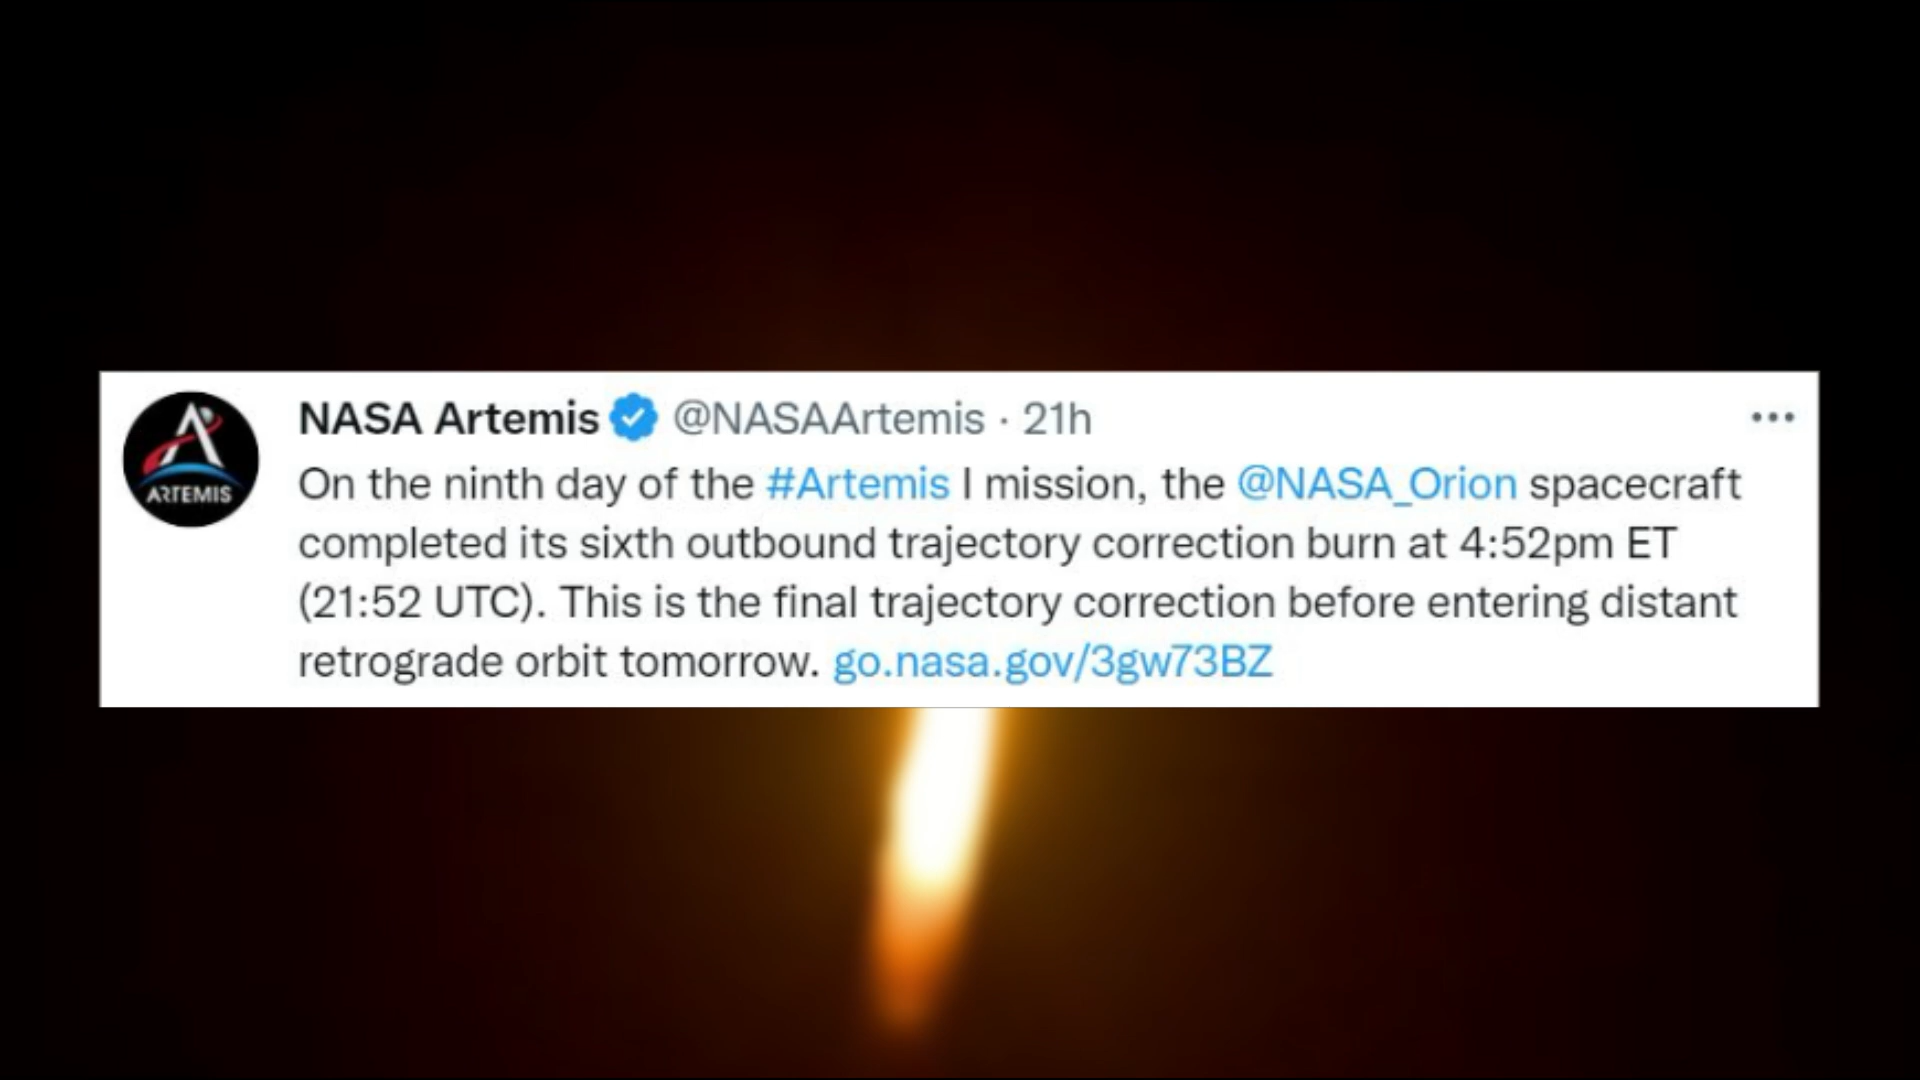 NASA Artemis @NASAArtemis · 21h
ARTEMIS
On the ninth day of the #Artemis I mission, the @NASA_Orion spacecraft
completed its sixth outbound trajectory correction burn at 4:52pm ET
(21:52 UTC). This is the final trajectory correction before entering distant
retrograde orbit tomorrow. go.nasa.gov/3gw73BZ